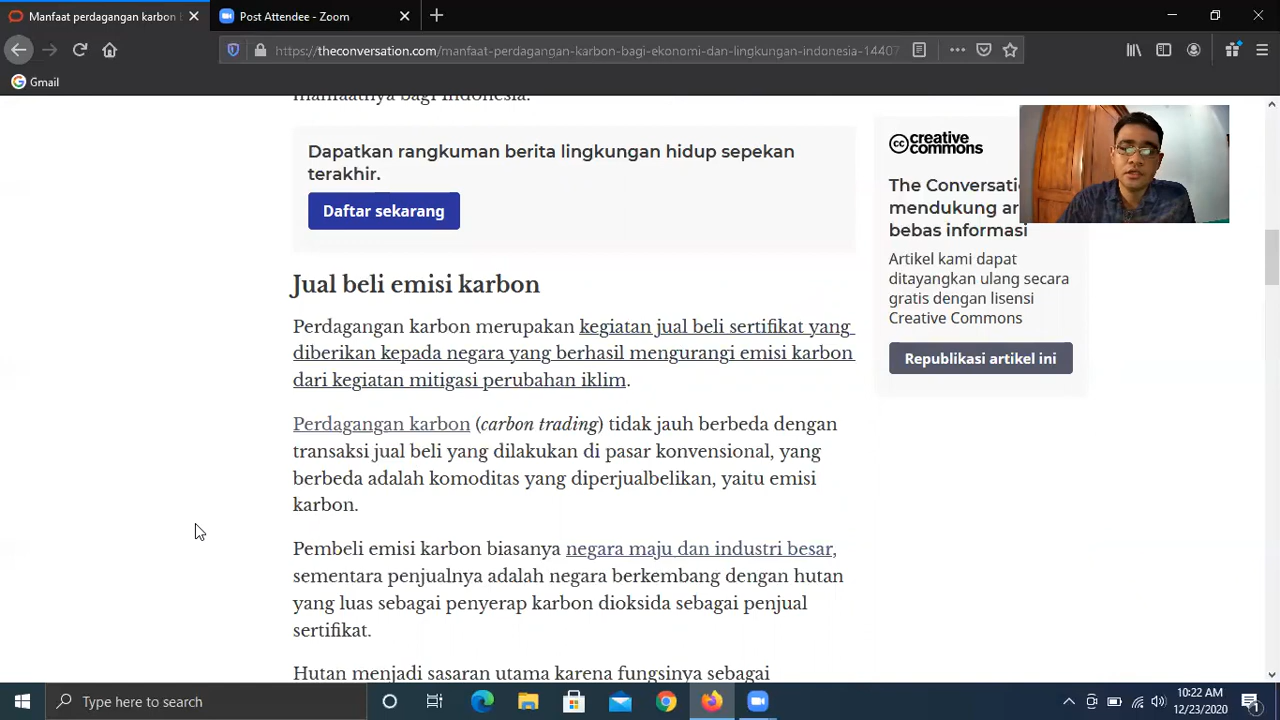 Manfaat perdagangan karbon b
Post Attendee - Zoom
https://theconversation.com/manfaat-perdagangan-karbon-bagi-ekonomi-dan-lingkungan-indonesia-14407
Gmail
manfaatnya bagi Indonesia.
Dapatkan rangkuman berita lingkungan hidup sepekan
terakhir.
Daftar sekarang
Jual beli emisi karbon
Perdagangan karbon merupakan kegiatan jual beli sertifikat yang
diberikan kepada negara yang berhasil mengurangi emisi karbon
dari kegiatan mitigasi perubahan iklim.
Perdagangan karbon (carbon trading) tidak jauh berbeda dengan
transaksi jual beli yang dilakukan di pasar konvensional, yang
berbeda adalah komoditas yang diperjualbelikan, yaitu emisi
karbon.
Pembeli emisi karbon biasanya negara maju dan industri besar,
sementara penjualnya adalah negara berkembang dengan hutan
yang luas sebagai penyerap karbon dioksida sebagai penjual
sertifikat.
Hutan menjadi sasaran utama karena fungsinya sebagai
cc creative
commons
The Conversati
mendukung ar
bebas informasi
Artikel kami dapat
ditayangkan ulang secara
gratis dengan lisensi
Creative Commons
Republikasi artikel ini
Type here to search
10:22 AM
12/23/2020
1